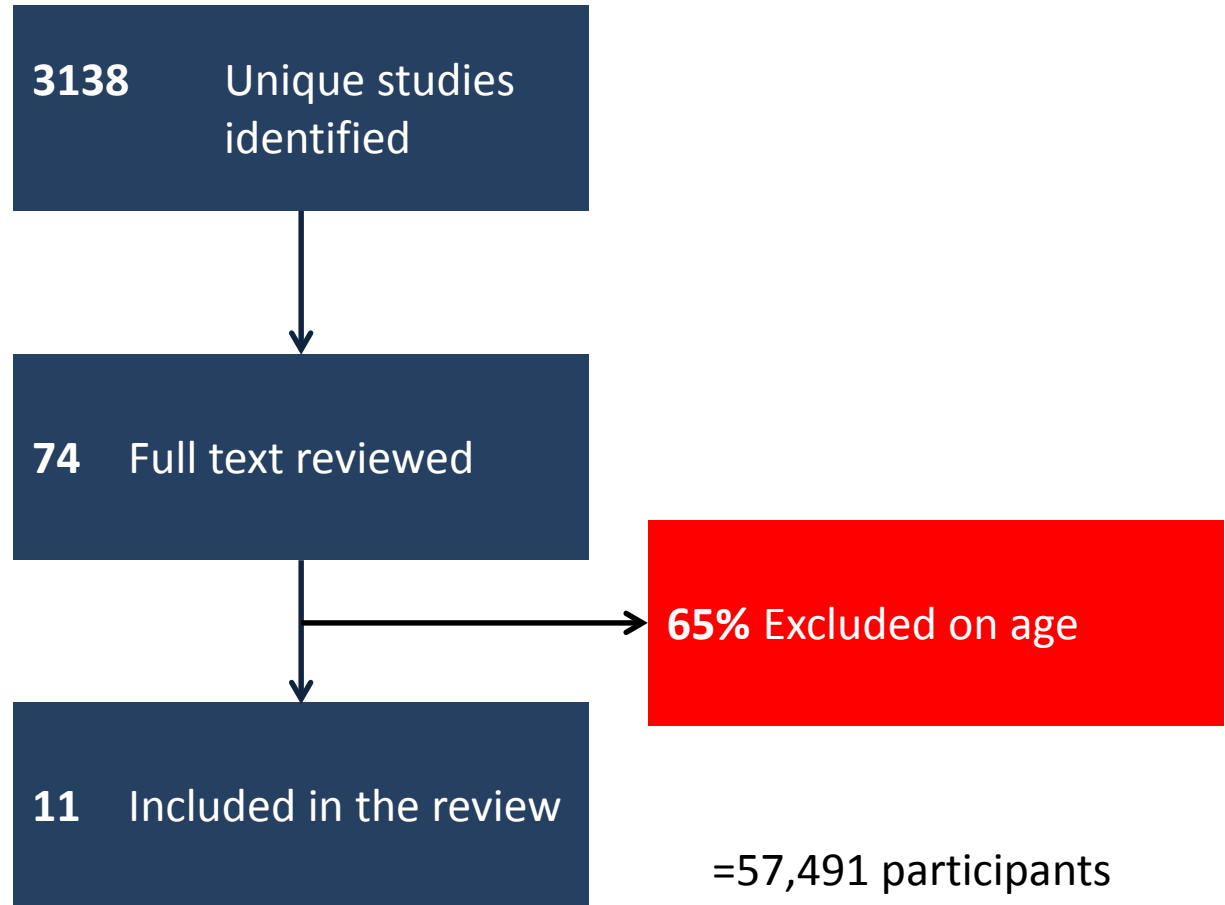 3138 Unique studies
identified
74 Full text reviewed
65% Excluded on age
11 Included in the review
=57,491 participants